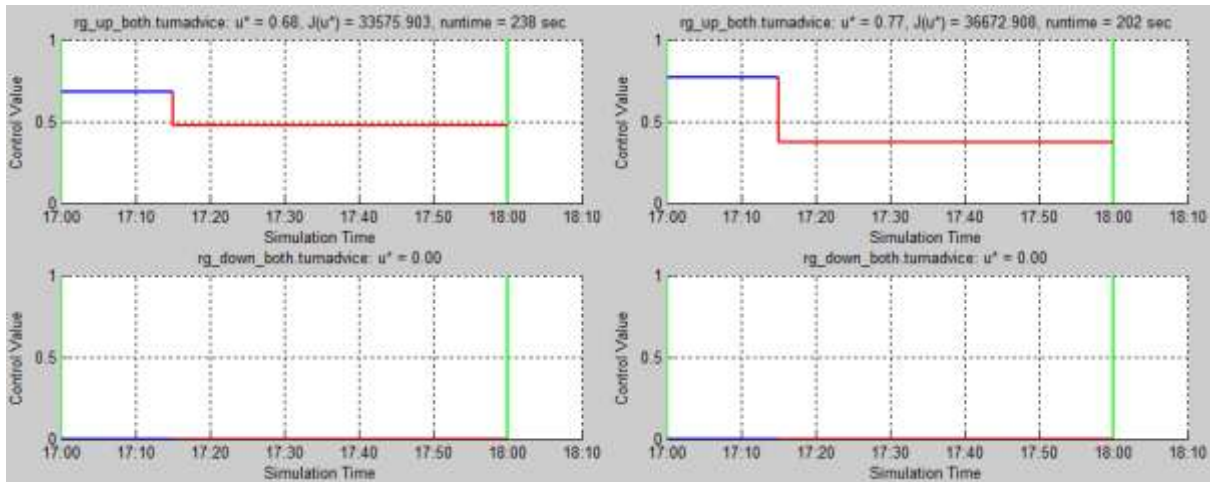 rg_up_both.turnadvice: u* = 0.68, J(u*) = 33575.903, runtime = 238 sec
1
0.5
0
Control Value
17:00 17:10 17:20 17:30 17:40 17:50 18:00 18:10
Simulation Time
rg_up_both.turnadvice: u* = 0.77, J(u*) = 36672.908, runtime = 202 sec
1
0.5
0
Control Value
17:00 17:10 17:20 17:30 17:40 17:50 18:00 18:10
Simulation Time
rg_down_both.turnadvice: u* = 0.00
1
0.5
0
Control Value
17:00 17:10 17:20 17:30 17:40 17:50 18:00 18:10
Simulation Time
rg_down_both.turnadvice: u* = 0.00
1
0.5
0
Control Value
17:00 17:10 17:20 17:30 17:40 17:50 18:00 18:10
Simulation Time